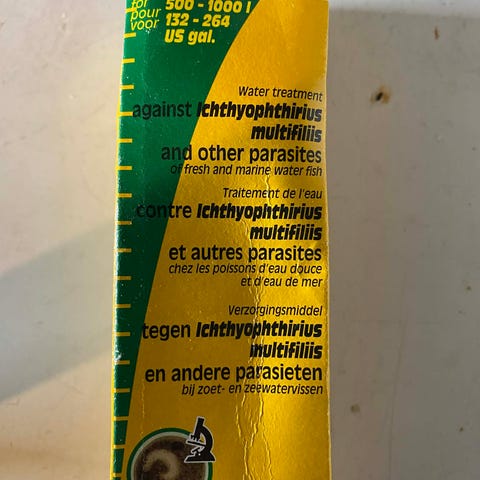 for
pour
voor
500 - 1000 l
132 - 264
US gal.
Water treatment
against Ichthyophthirius
multifiliis
and other parasites
of fresh and marine water fish
Traitement de l'eau
contre Ichthyophthirius
multifiliis
et autres parasites
chez les poissons d'eau douce
et d'eau de mer
Verzorgingsmiddel
tegen Ichthyophthirius
multifiliis
en andere parasieten
bij zoet- en zeewatervissen